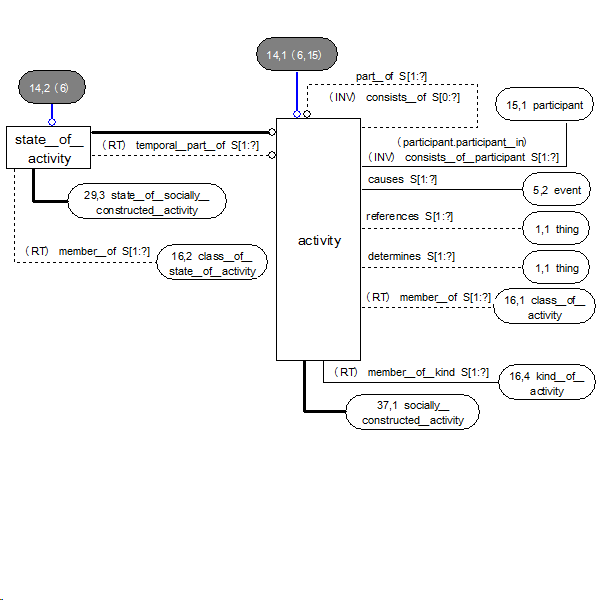 14,1 (6,15)
14,2 (6)
part__of S[1:?]
(INV) consists__of S[0:?]
15,1 participant
state__of__
activity
(RT) temporal__part__of S[1:?]
(participant.participant__in)
(INV) consists__of__participant S[1:?]
causes S[1:?]
5,2 event
29,3 state__of__socially__
constructed__activity
references S[1:?]
1,1 thing
activity
(RT) member__of S[1:?]
16,2 class__of__
state__of__activity
determines S[1:?]
1,1 thing
(RT) member__of S[1:?]
16,1 class__of__
activity
(RT) member__of__kind S[1:?]
16,4 kind__of__
activity
37,1 socially__
constructed__activity